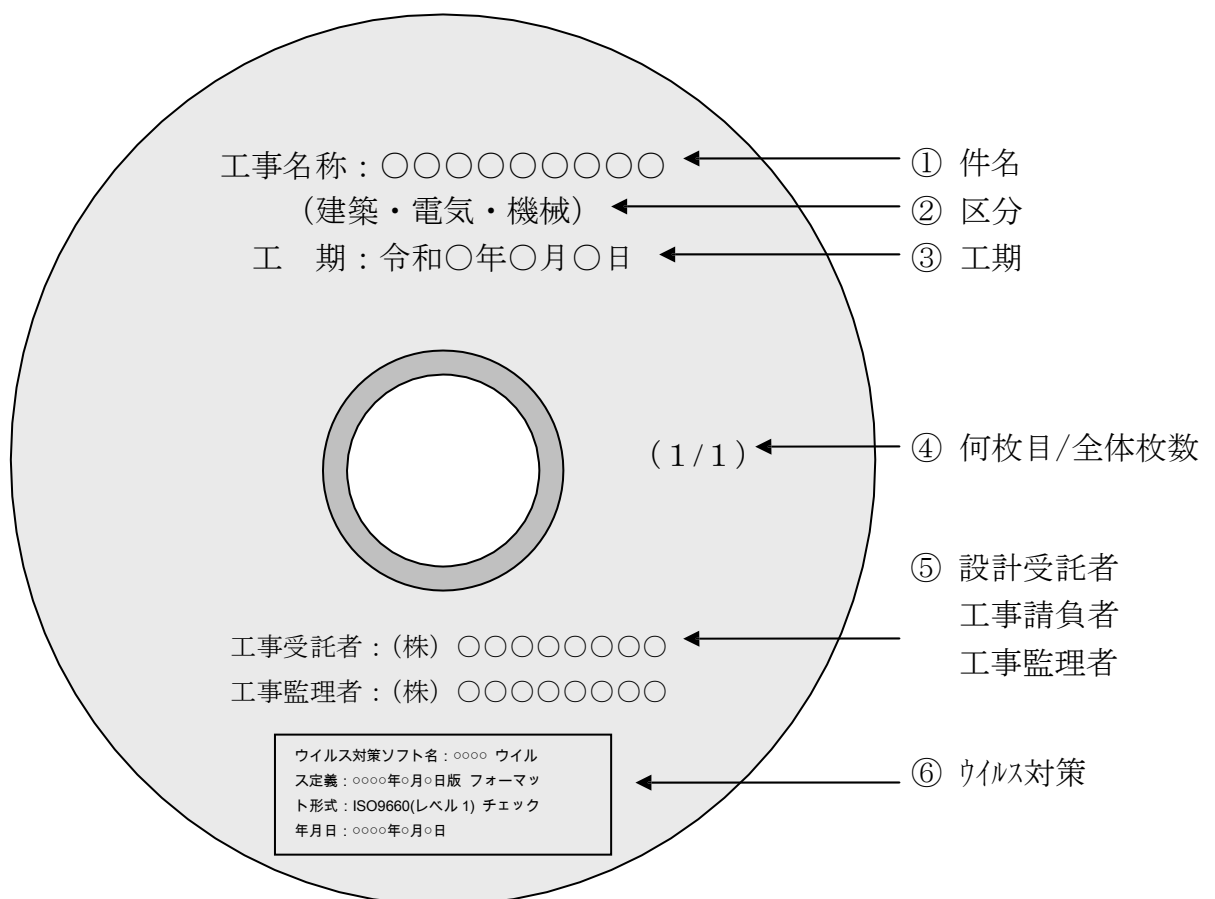 工事名称：○○○○○○○○○
① 件名
（建築・電気・機械）
② 区分
工　期：令和○年○月○日
③ 工期
（１/１）
④ 何枚目/全体枚数
⑤ 設計受託者
工事請負者
工事監理者
工事受託者：（株）○○○○○○○○
工事監理者：（株）○○○○○○○○
ウイルス対策ソフト名：○○○○ ウイル
ス定義：○○○○年○月○日版 フォーマッ
ト形式：ISO9660(レベル 1) チェック
年月日：○○○○年○月○日
⑥ ｳｲﾙｽ対策